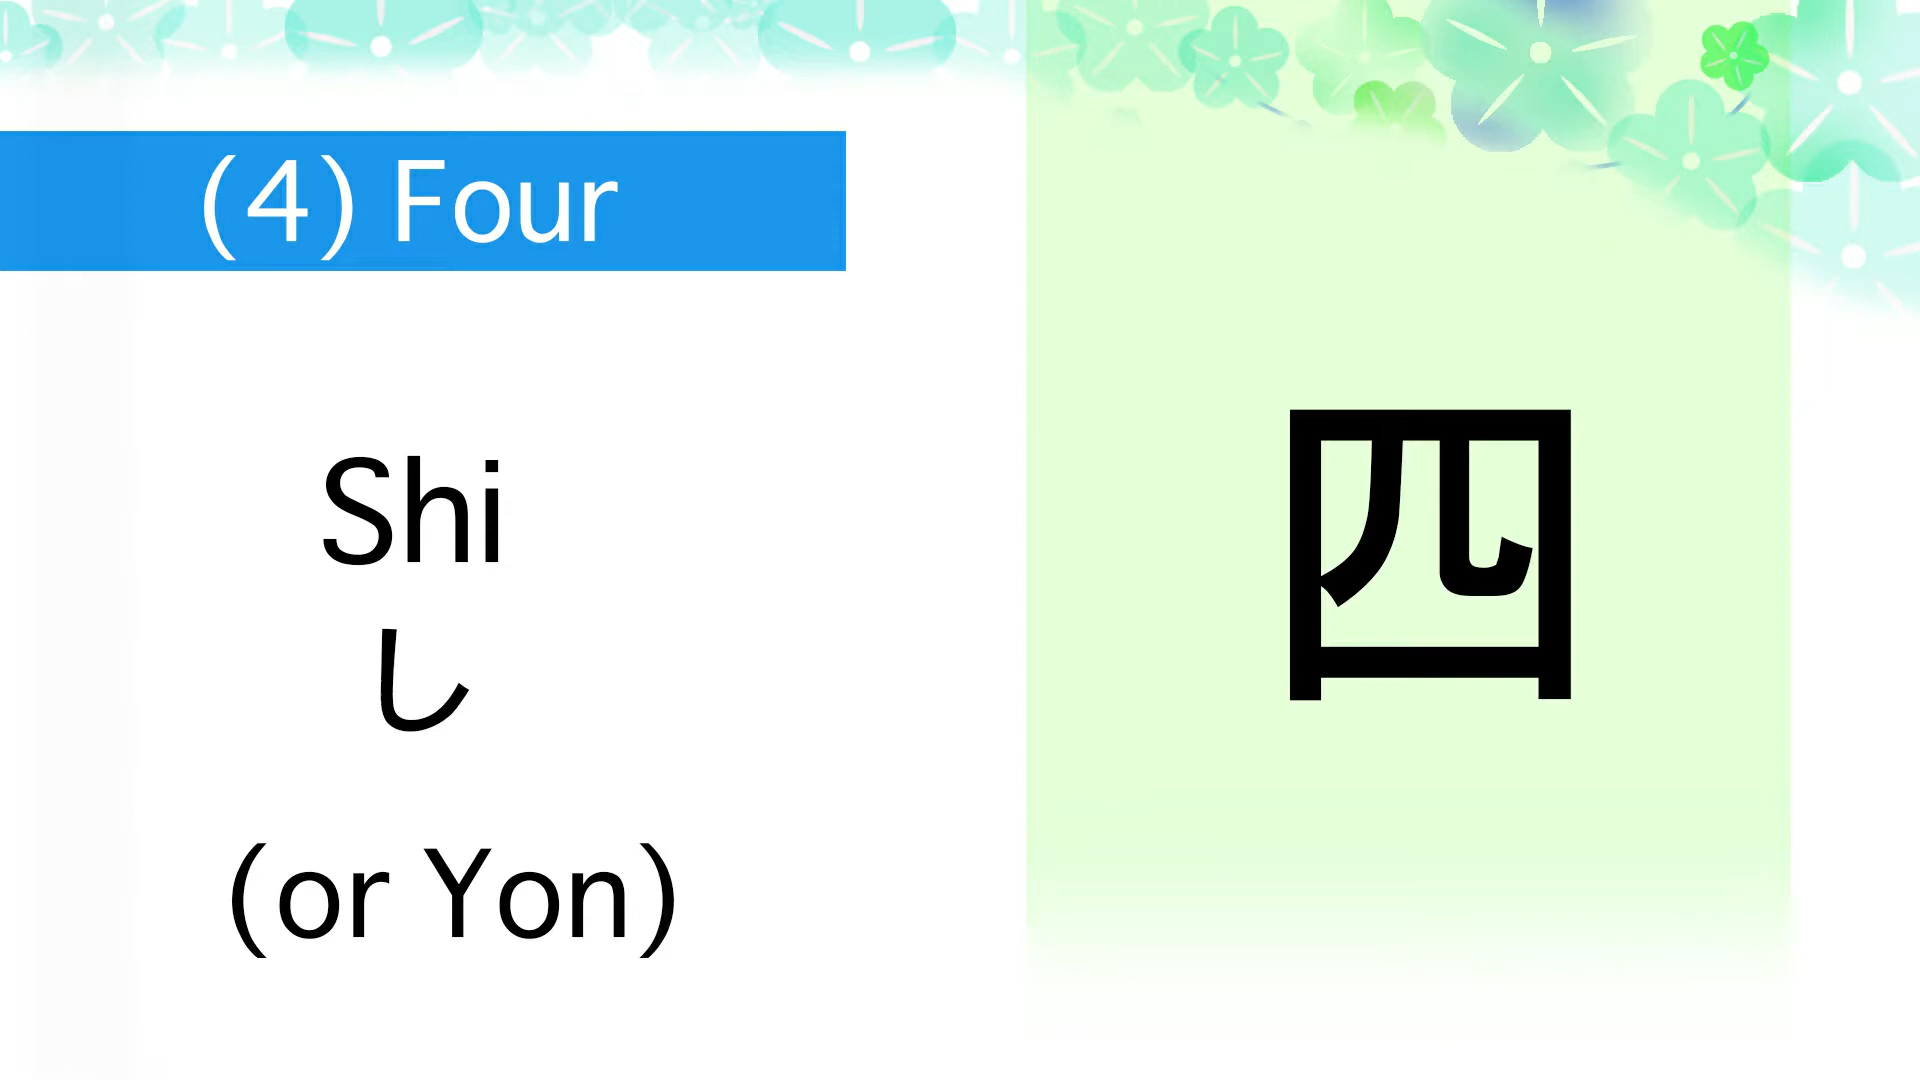 (4) Four
Shi
し
(or Yon)
四